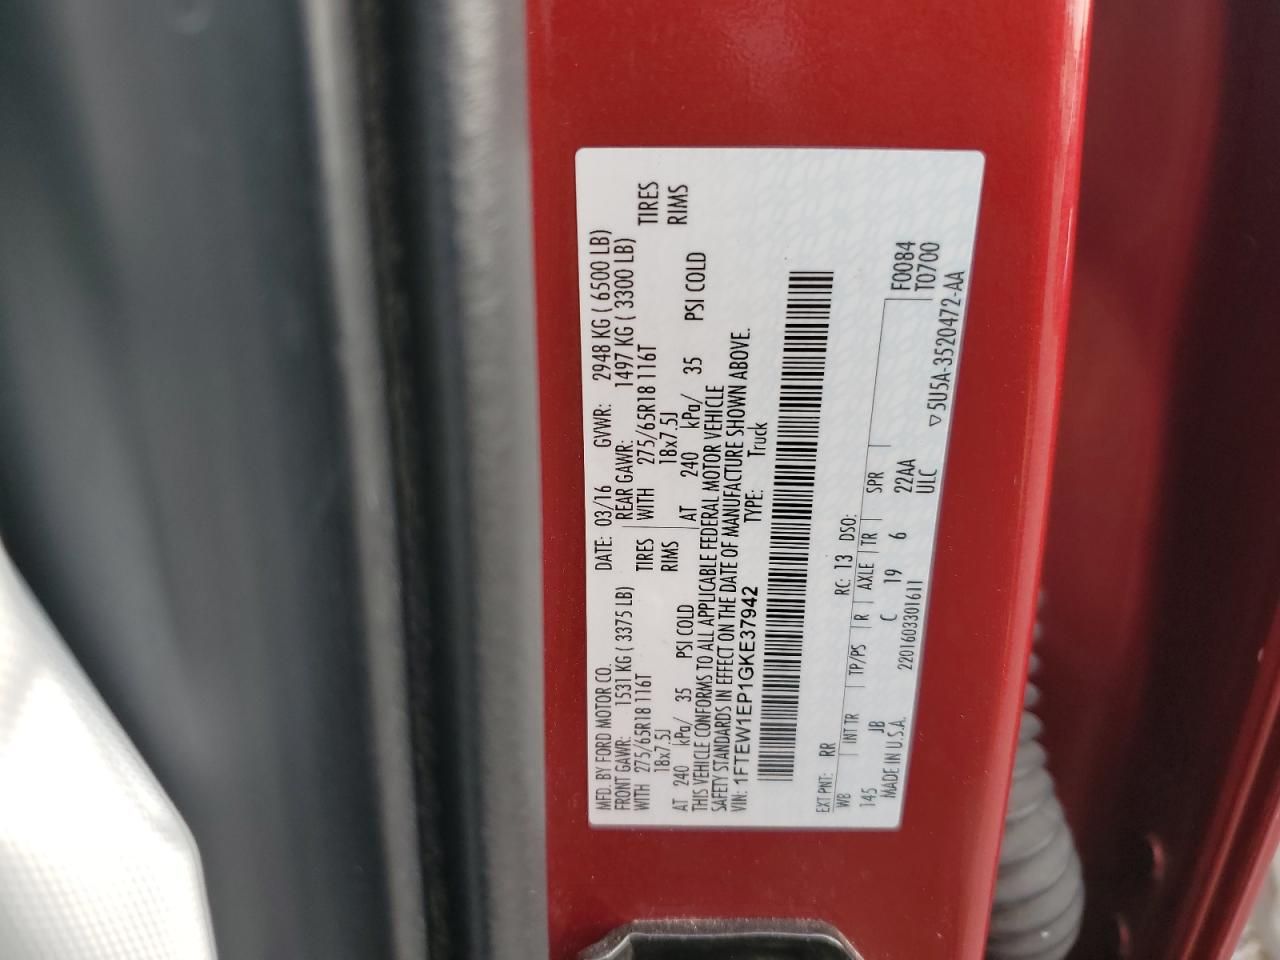 MFD. BY FORD MOTOR CO. DATE: 03/16 GVWR: 2948 KG ( 6500 LB)
FRONT GAWR: 1531 KG ( 3375 LB) REAR GAWR: 1497 KG ( 3300 LB)
WITH 275/65R18 116T TIRES WITH 275/65R18 116T TIRES
18x7.5J RIMS 18x7.5J RIMS
AT 240 kPa/ 35 PSI COLD AT 240 kPa/ 35 PSI COLD
THIS VEHICLE CONFORMS TO ALL APPLICABLE FEDERAL MOTOR VEHICLE
SAFETY STANDARDS IN EFFECT ON THE DATE OF MANUFACTURE SHOWN ABOVE.
VIN: 1FTEW1EP1GKE37942 TYPE: Truck
EXT PNT: RR RC: 13 DSO:
WB INT TR TP/PS R AXLE TR SPR F0084
145 JB C 19 6 22AA T0700
MADE IN U.S.A. 2201603301611 ULC ▽5U5A-3520472-AA